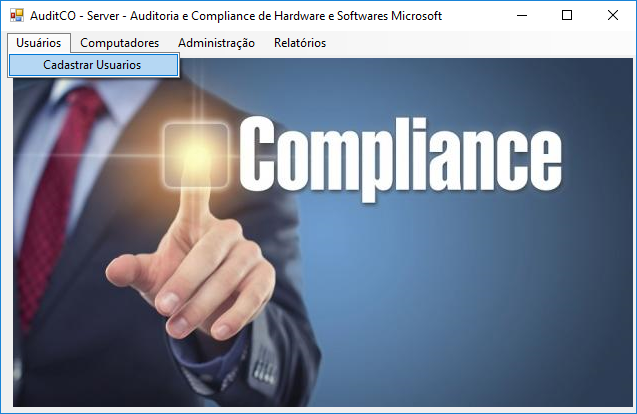 AuditCO - Server - Auditoria e Compliance de Hardware e Softwares Microsoft
Usuários Computadores Administração Relatórios
Cadastrar Usuarios
Compliance